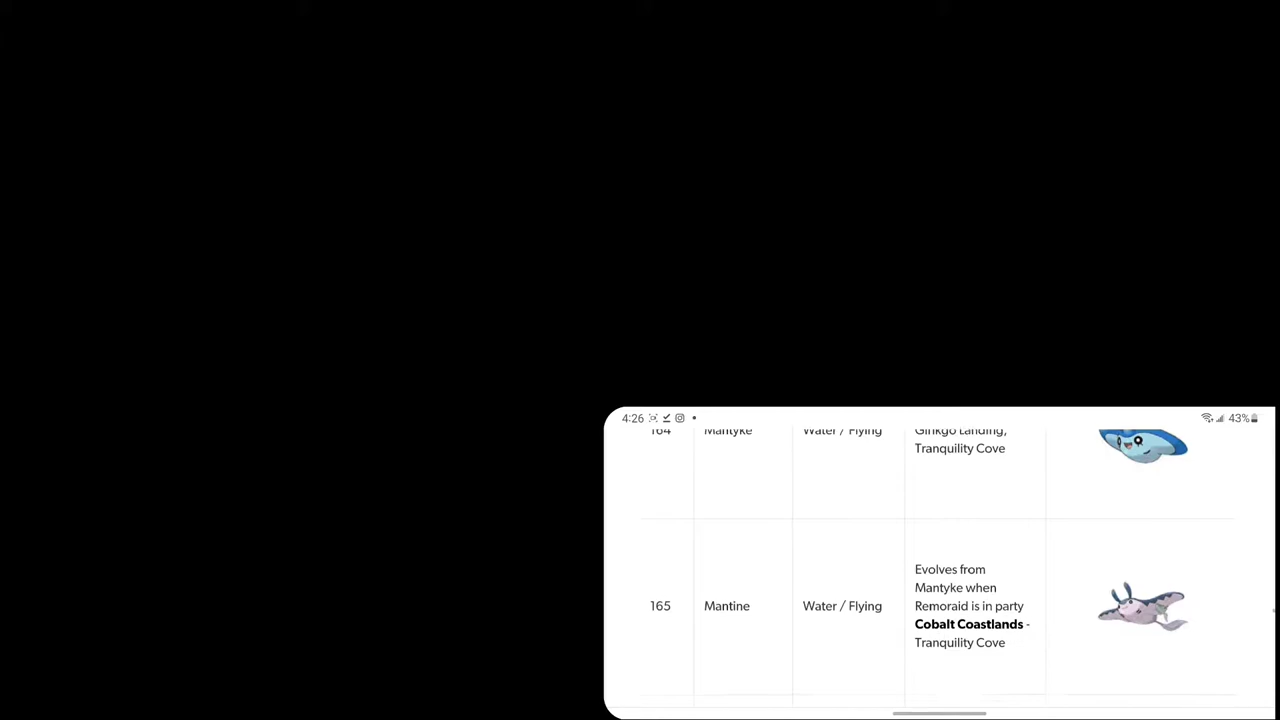 4:26
43%
164 Mantyke Water / Flying Ginkgo Landing,
Tranquility Cove
Evolves from
Mantyke when
165 Mantine Water / Flying Remoraid is in party
Cobalt Coastlands -
Tranquility Cove